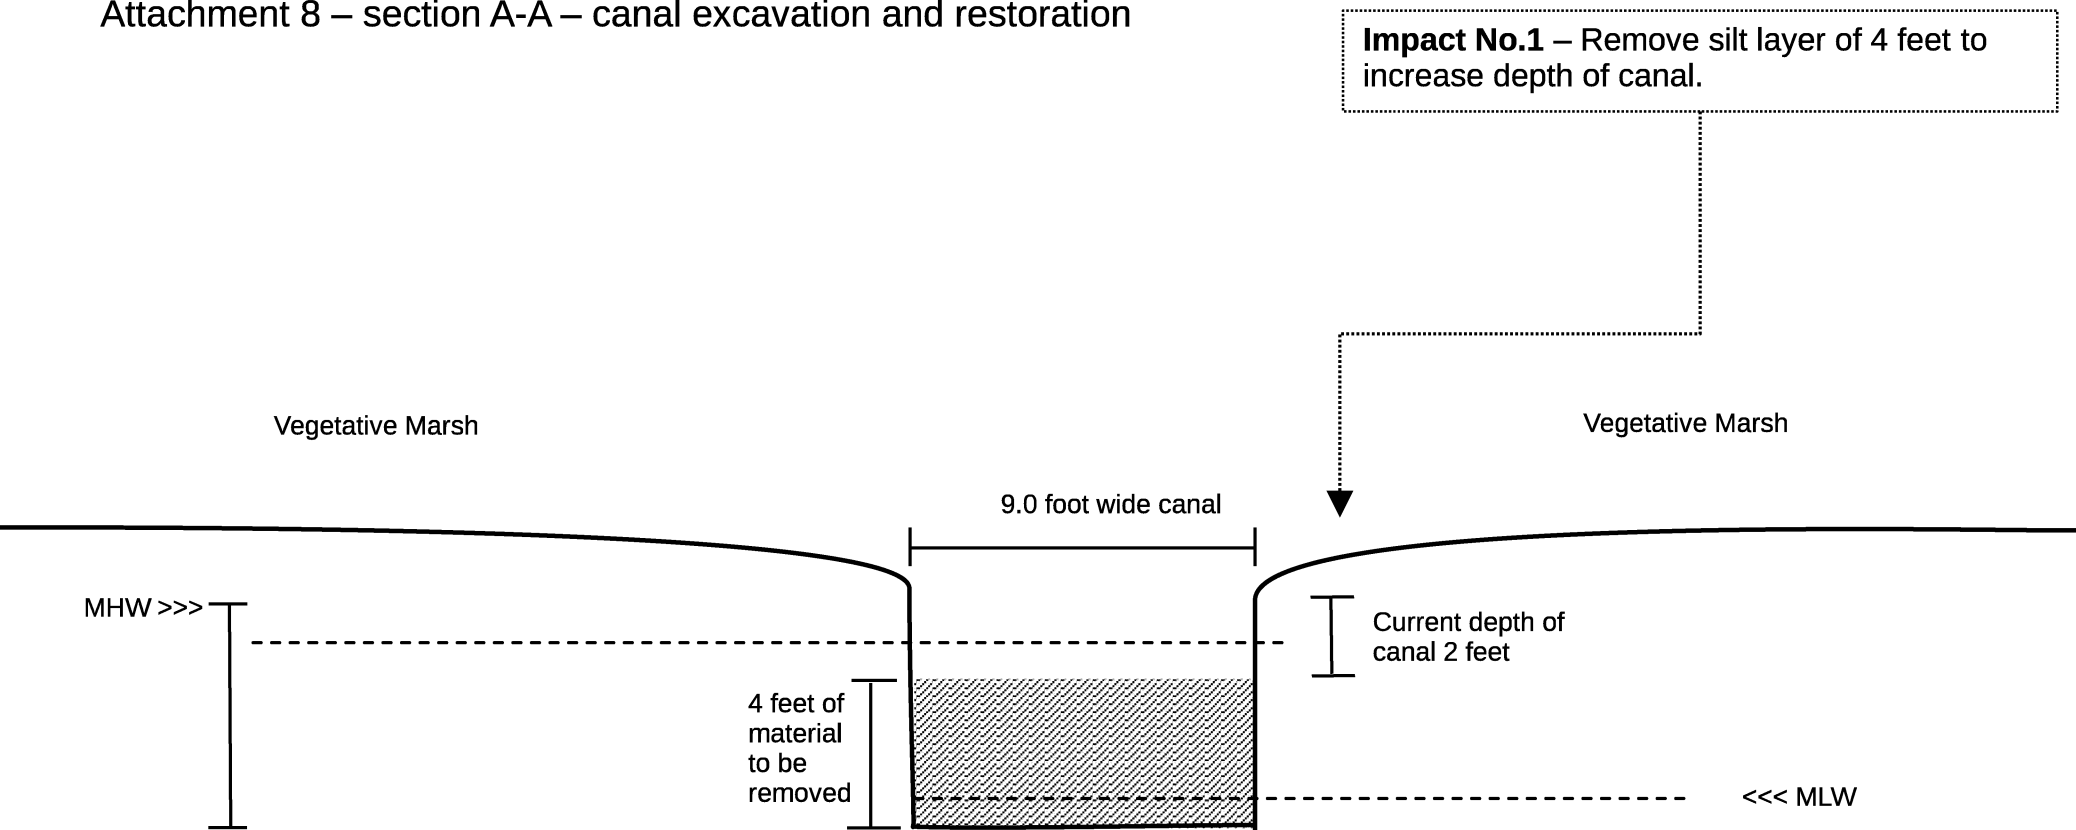 Attachment 8 – section A-A – canal excavation and restoration
Impact No.1 – Remove silt layer of 4 feet to
increase depth of canal.
Vegetative Marsh
Vegetative Marsh
9.0 foot wide canal
MHW >>>
Current depth of
canal 2 feet
4 feet of
material
to be
removed
<<< MLW